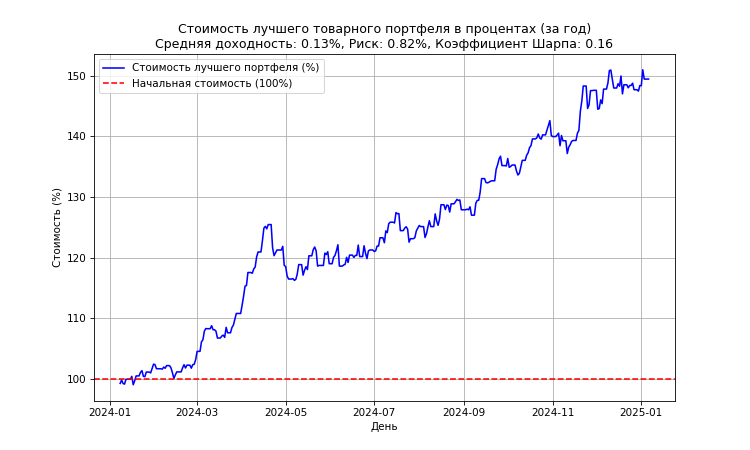 Стоимость лучшего товарного портфеля в процентах (за год)
Средняя доходность: 0.13%, Риск: 0.82%, Коэффициент Шарпа: 0.16
Стоимость лучшего портфеля (%)
Начальная стоимость (100%)
Стоимость (%)
150
140
130
120
110
100
2024-01
2024-03
2024-05
2024-07
2024-09
2024-11
2025-01
День